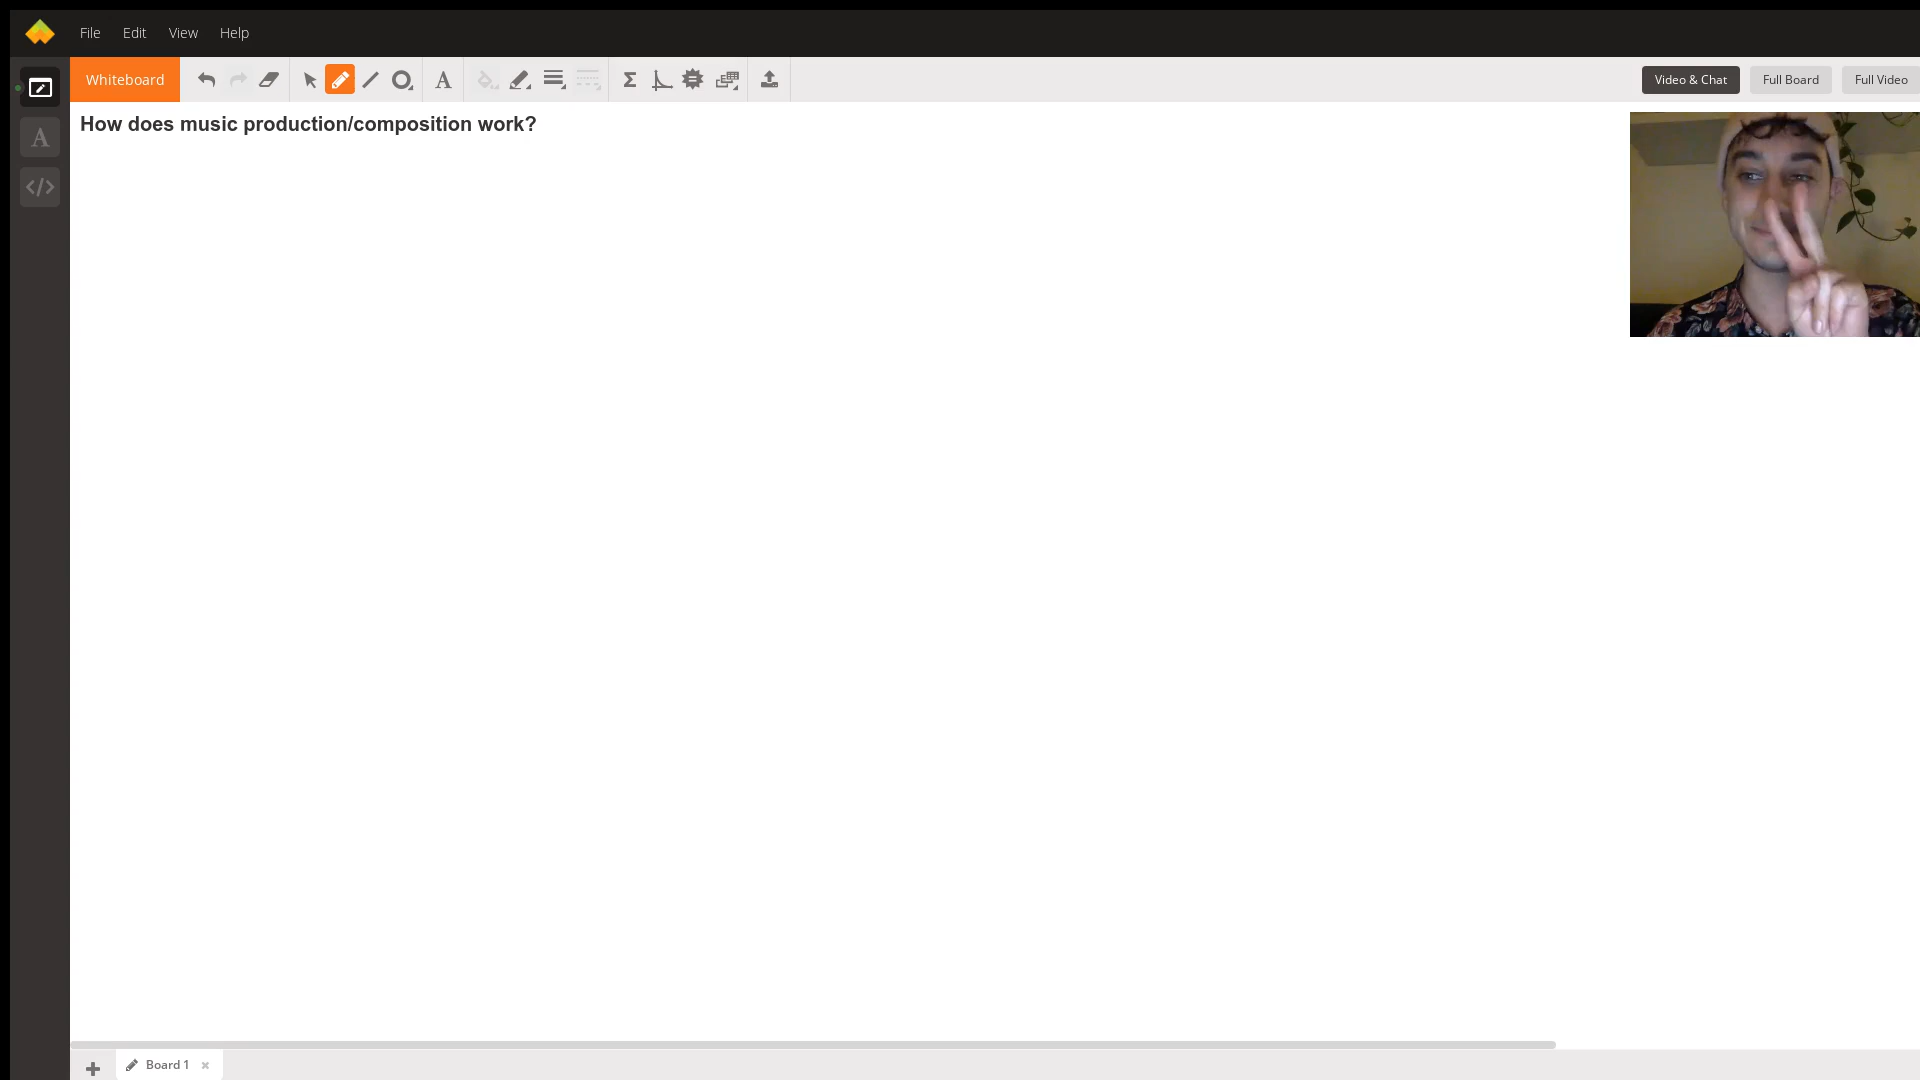 File Edit View Help
Whiteboard
Video & Chat Full Board Full Video
How does music production/composition work?
Board 1